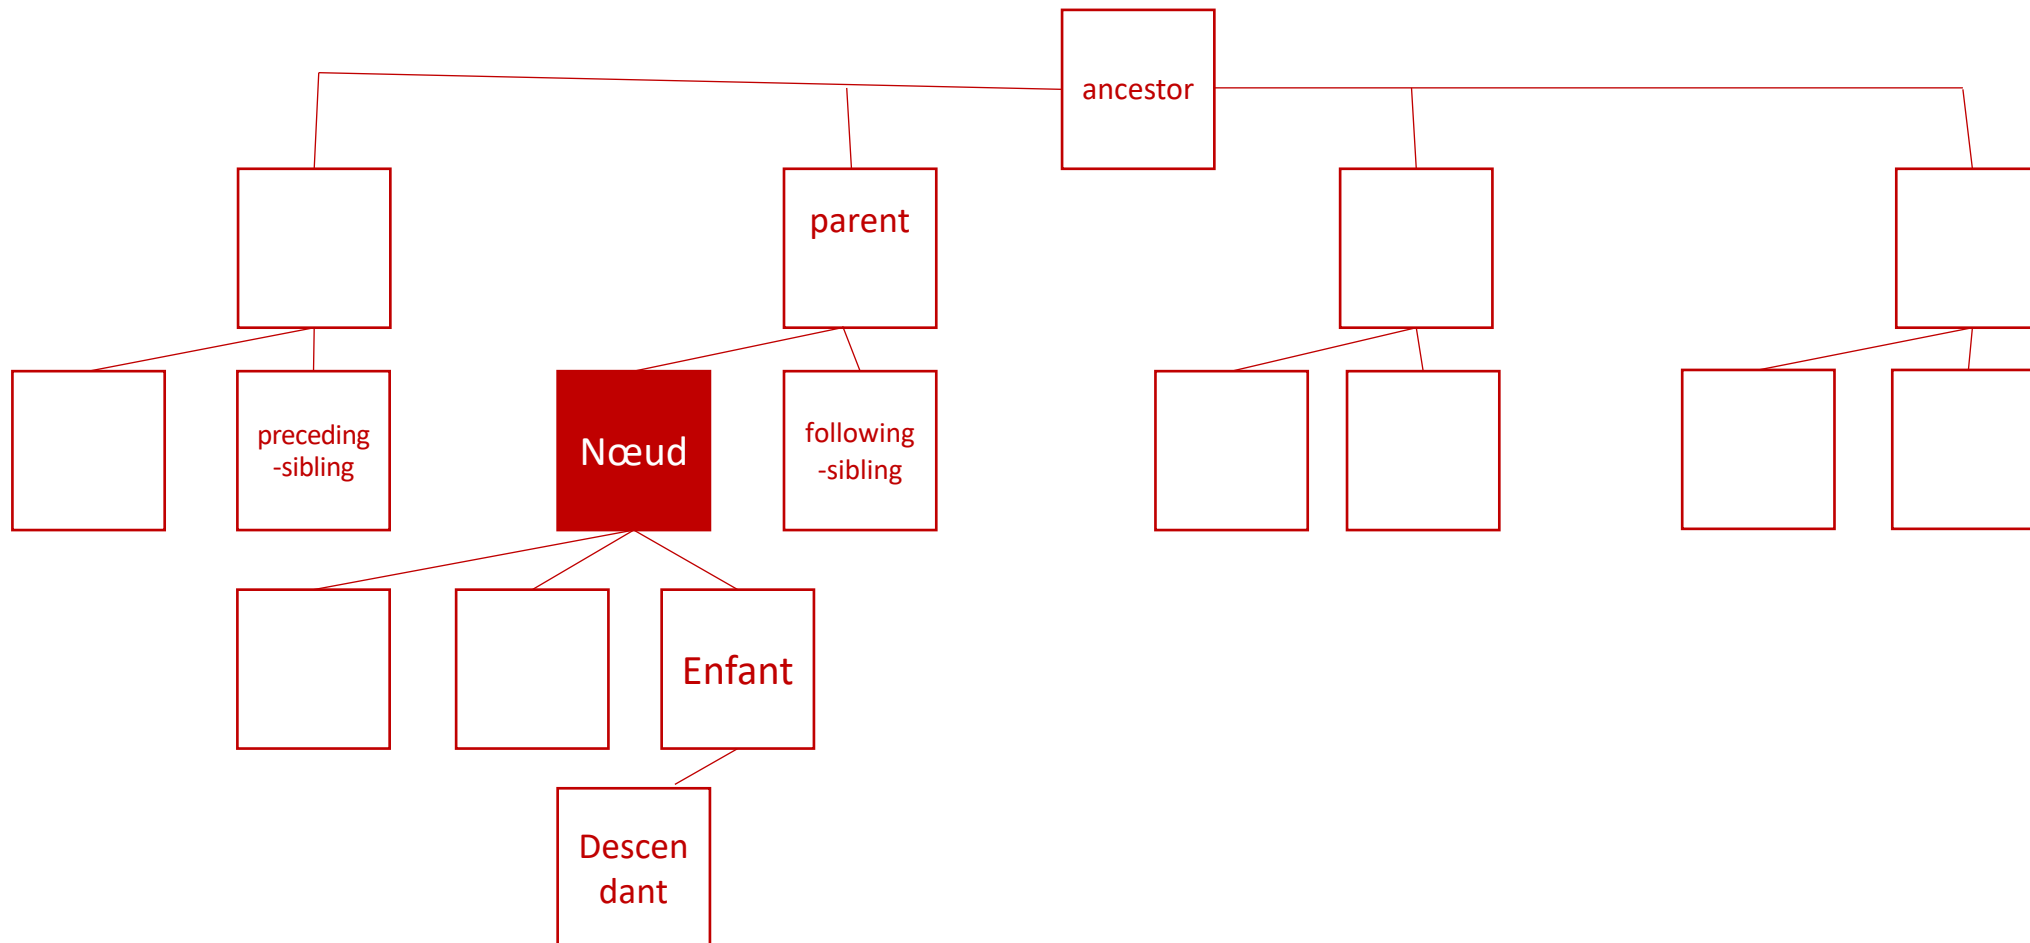 ancestor
parent
preceding
-sibling
Nœud
following
-sibling
Enfant
Descen
dant